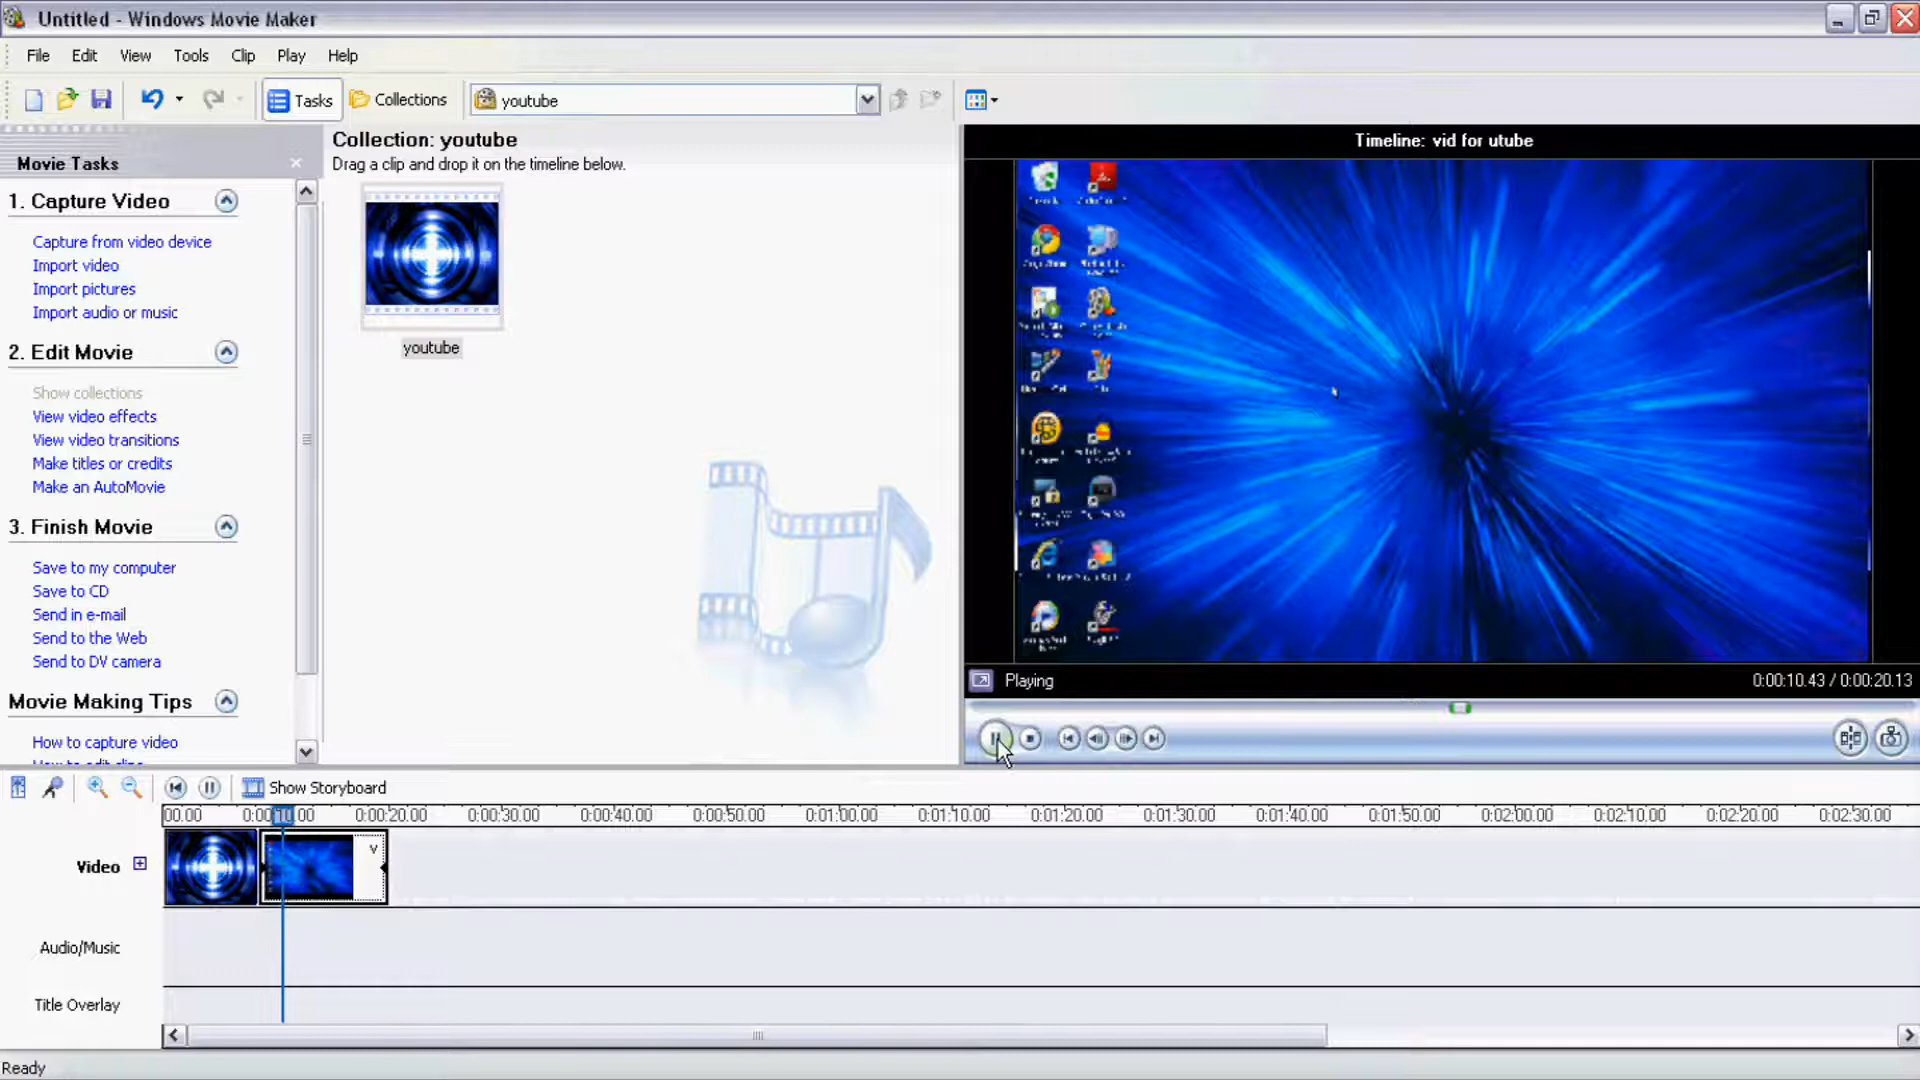 Untitled - Windows Movie Maker
File Edit View Tools Clip Play Help
Tasks Collections youtube
Movie Tasks
1. Capture Video
Capture from video device
Import video
Import pictures
Import audio or music
2. Edit Movie
Show collections
View video effects
View video transitions
Make titles or credits
Make an AutoMovie
3. Finish Movie
Save to my computer
Save to CD
Send in e-mail
Send to the Web
Send to DV camera
Movie Making Tips
How to capture video
Collection: youtube
Drag a clip and drop it on the timeline below.
youtube
Timeline: vid for utube
Playing 0:00:10.43 / 0:00:20.13
Show Storyboard
00.00 0:00:10.00 0:00:20.00 0:00:30.00 0:00:40.00 0:00:50.00 0:01:00.00 0:01:10.00 0:01:20.00 0:01:30.00 0:01:40.00 0:01:50.00 0:02:00.00 0:02:10.00 0:02:20.00 0:02:30.00
Video
v
Audio/Music
Title Overlay
Ready